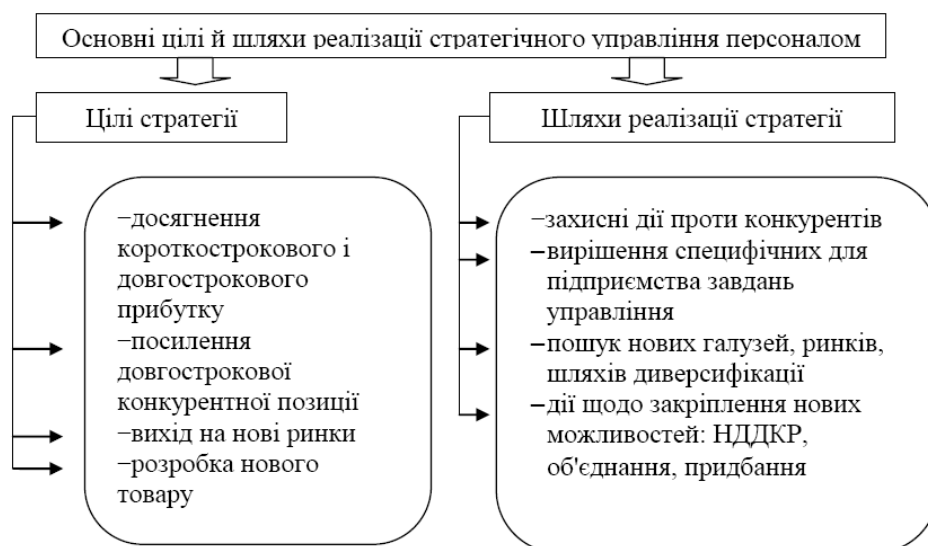 Основні цілі й шляхи реалізації стратегічного управління персоналом
Цілі стратегії
−досягнення
короткострокового і
довгострокового
прибутку
−посилення
довгострокової
конкурентної позиції
−вихід на нові ринки
−розробка нового
товару
Шляхи реалізації стратегії
−захисні дії проти конкурентів
−вирішення специфічних для
підприємства завдань
управління
−пошук нових галузей, ринків,
шляхів диверсифікації
−дії щодо закріплення нових
можливостей: НДДКР,
об'єднання, придбання